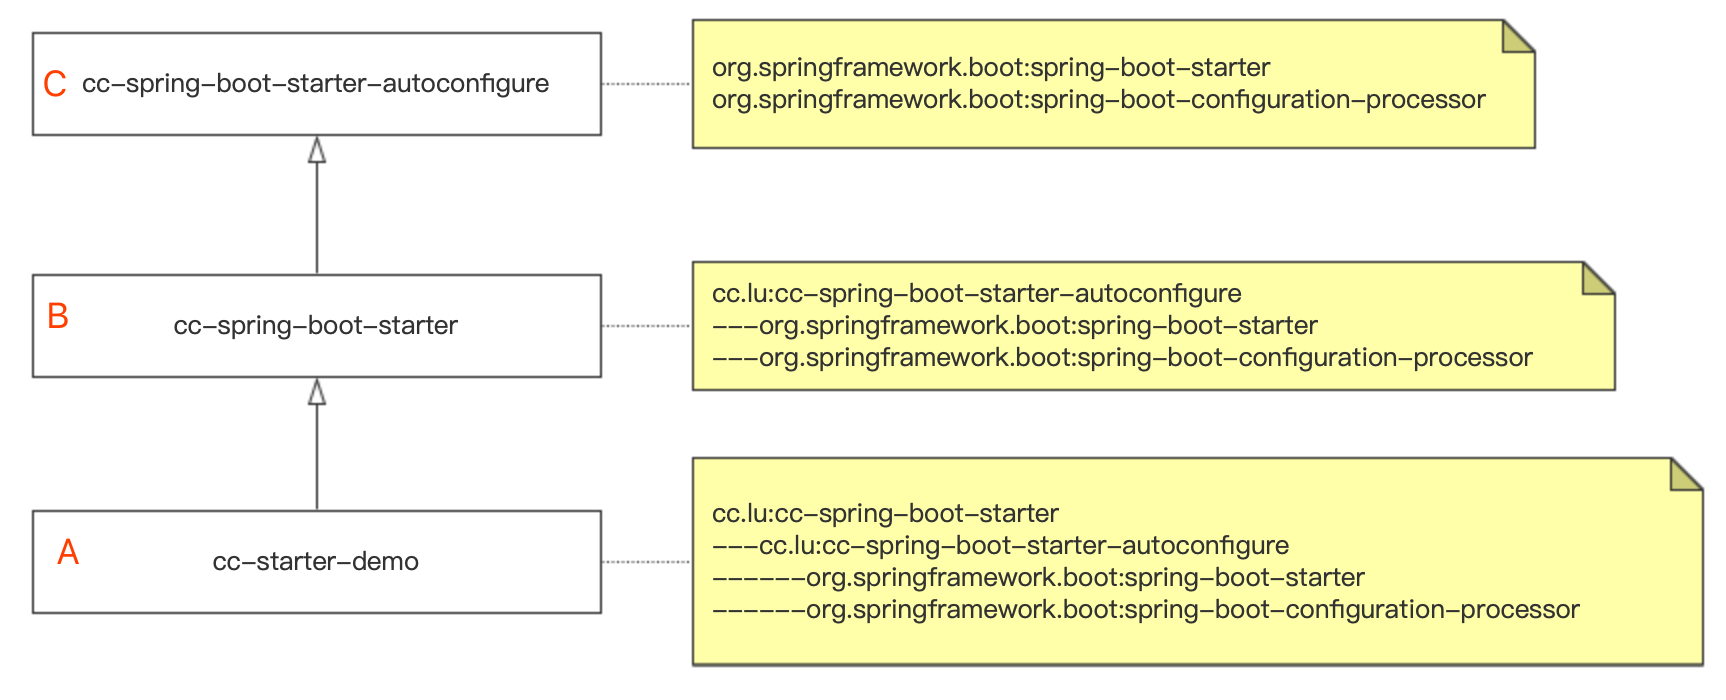 C cc-spring-boot-starter-autoconfigure
org.springframework.boot:spring-boot-starter
org.springframework.boot:spring-boot-configuration-processor
B cc-spring-boot-starter
cc.lu:cc-spring-boot-starter-autoconfigure
---org.springframework.boot:spring-boot-starter
---org.springframework.boot:spring-boot-configuration-processor
A cc-starter-demo
cc.lu:cc-spring-boot-starter
---cc.lu:cc-spring-boot-starter-autoconfigure
------org.springframework.boot:spring-boot-starter
------org.springframework.boot:spring-boot-configuration-processor